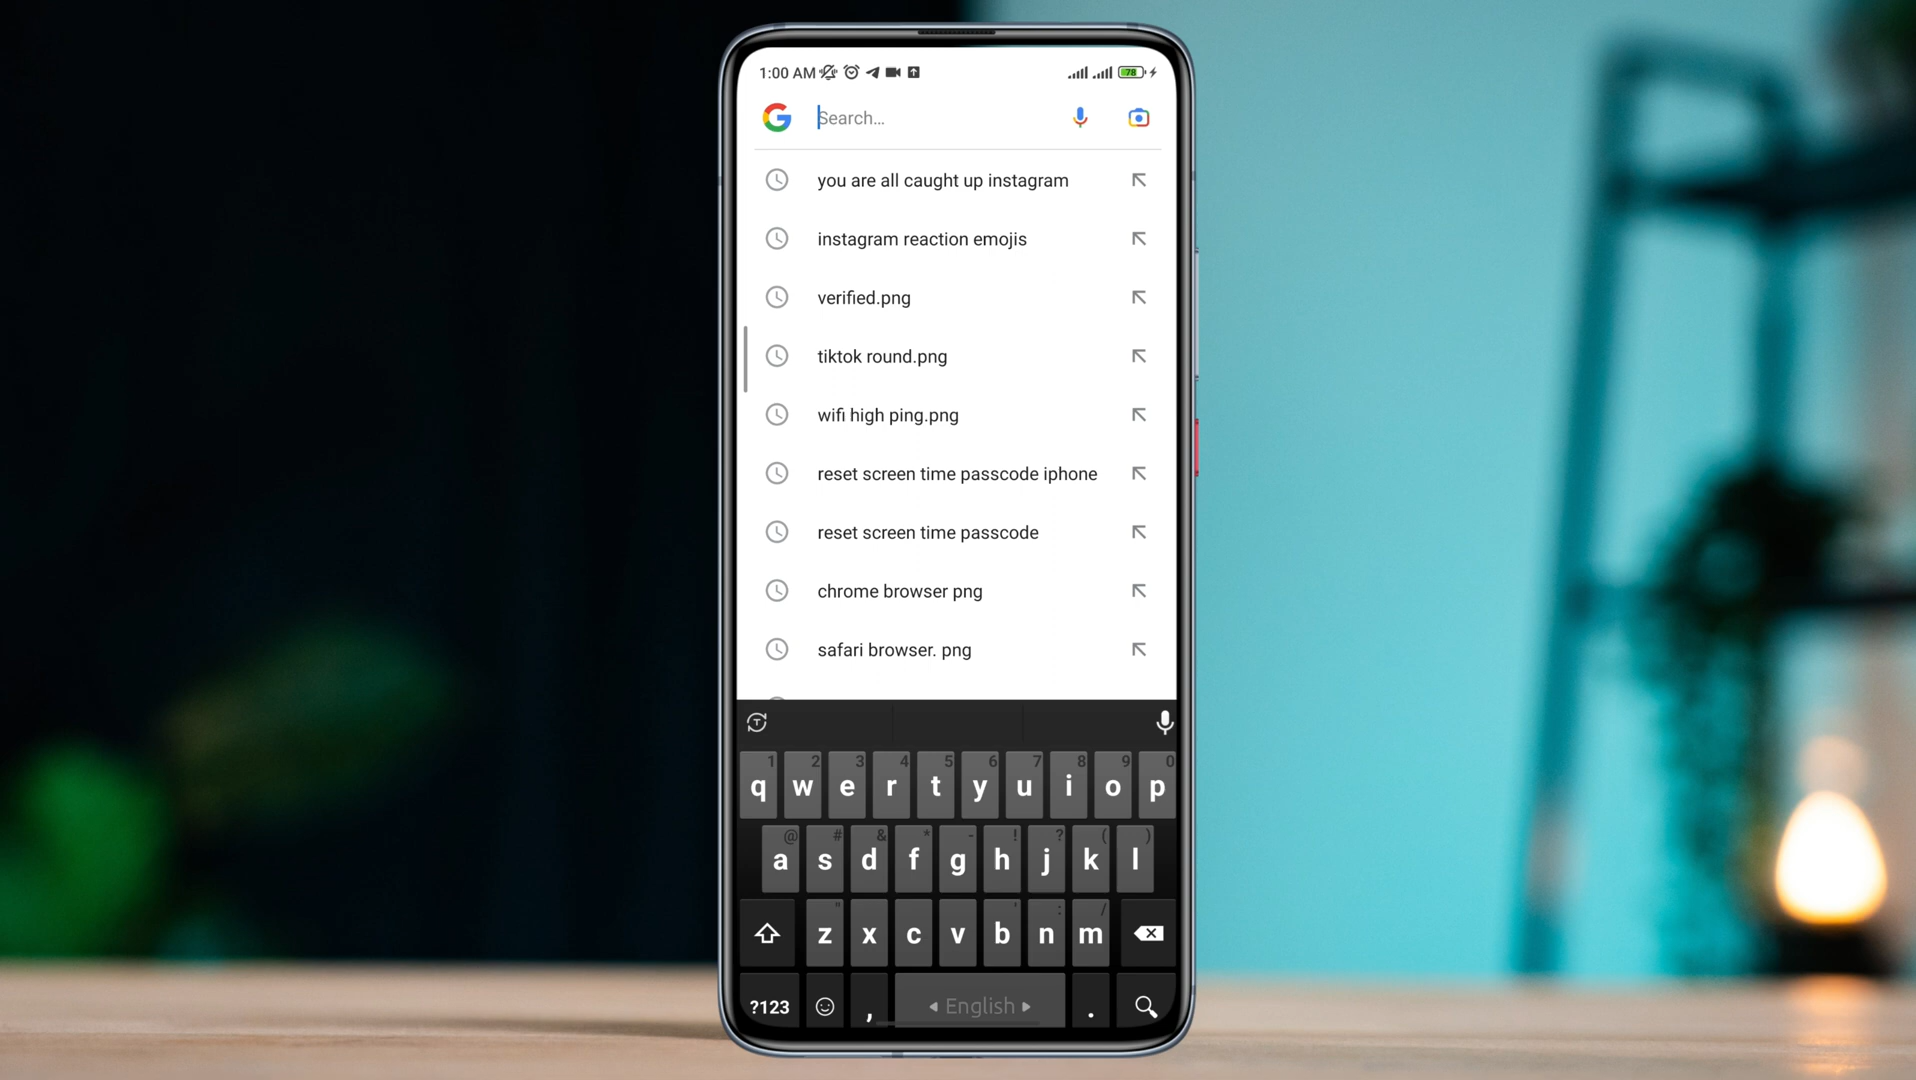 1:00 AM
78
Search...
you are all caught up instagram
instagram reaction emojis
verified.png
tiktok round.png
wifi high ping.png
reset screen time passcode iphone
reset screen time passcode
chrome browser png
safari browser. png
T
1 2 3 4 5 6 7 8 9 0
q w e r t y u i o p
@ # & * - ! ? ( )
a s d f g h j k l
" ' : /
z x c v b n m
?123 , English .